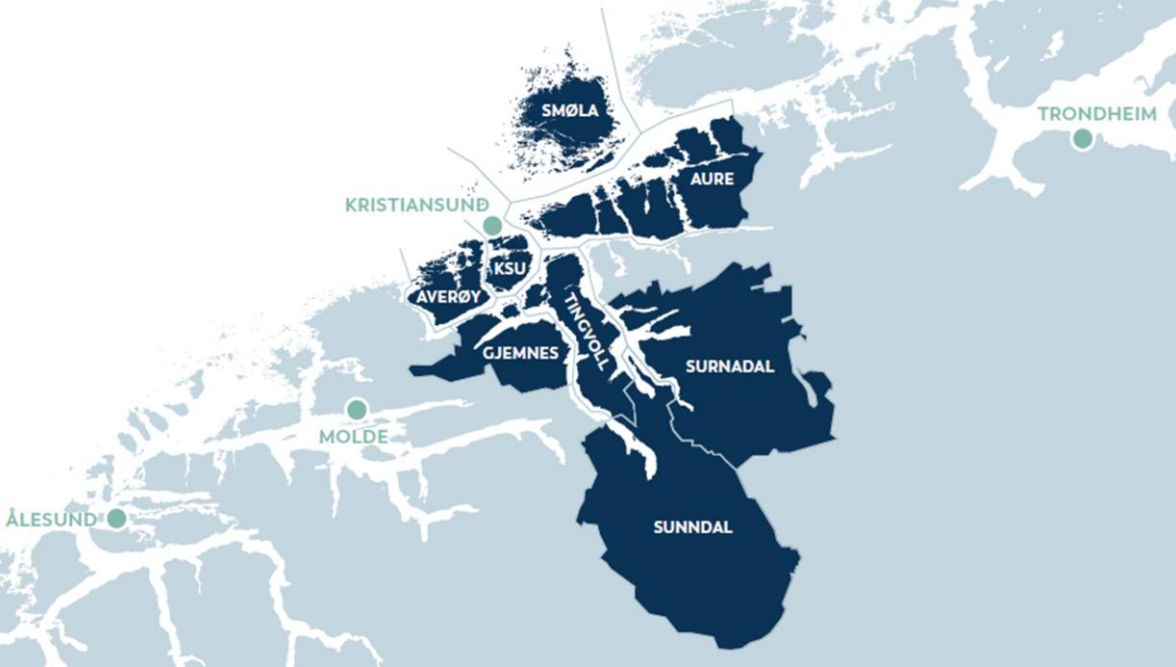 SMØLA
TRONDHEIM
AURE
KRISTIANSUND
KSU
AVERØY
TINGVOLL
GJEMNES
SURNADAL
MOLDE
ÅLESUND
SUNNDAL